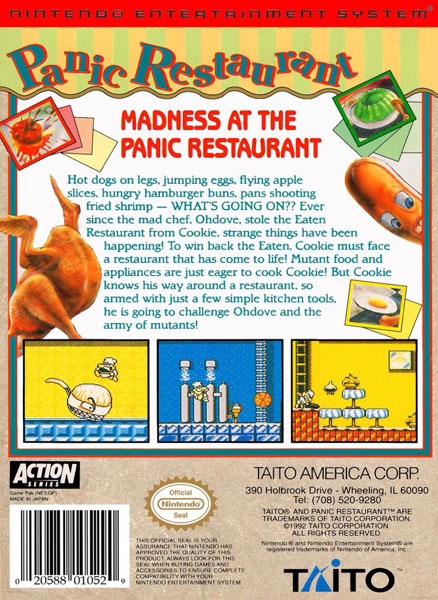 NINTENDO ENTERTAINMENT SYSTEM®
Panic Restaurant™
MADNESS AT THE
PANIC RESTAURANT
Hot dogs on legs, jumping eggs, flying apple
slices, hungry hamburger buns, pans shooting
fried shrimp — WHAT'S GOING ON?? Ever
since the mad chef, Ohdove, stole the Eaten
Restaurant from Cookie, strange things have been
happening! To win back the Eaten, Cookie must face
a restaurant that has come to life! Mutant food and
appliances are just eager to cook Cookie! But Cookie
knows his way around a restaurant, so
armed with just a few simple kitchen tools,
he is going to challenge Ohdove and the
army of mutants!
ACTION
SERIES
Game Pak (NES-GP)
MADE IN JAPAN
Official
Nintendo®
Seal
THIS OFFICIAL SEAL IS YOUR
ASSURANCE THAT NINTENDO HAS
APPROVED THE QUALITY OF THIS
PRODUCT. ALWAYS LOOK FOR THIS
SEAL WHEN BUYING GAMES AND
ACCESSORIES TO ENSURE COMPLETE
COMPATIBILITY WITH YOUR
NINTENDO ENTERTAINMENT SYSTEM
TAITO AMERICA CORP.
390 Holbrook Drive - Wheeling, IL 60090
Tel: (708) 520-9280
TAITO® AND PANIC RESTAURANT™ ARE
TRADEMARKS OF TAITO CORPORATION.
©1992 TAITO CORPORATION.
ALL RIGHTS RESERVED
Nintendo ® and Nintendo Entertainment System® are
registered trademarks of Nintendo of America, Inc.
TAITO
0 20588 01052 9